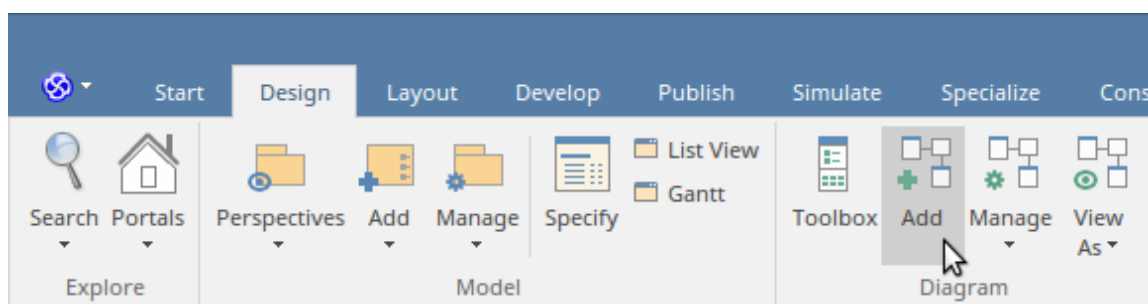 Start Design Layout Develop Publish Simulate Specialize Cons
List View
Gantt
Search Portals Perspectives Add Manage Specify Toolbox Add Manage View
As
Explore Model Diagram